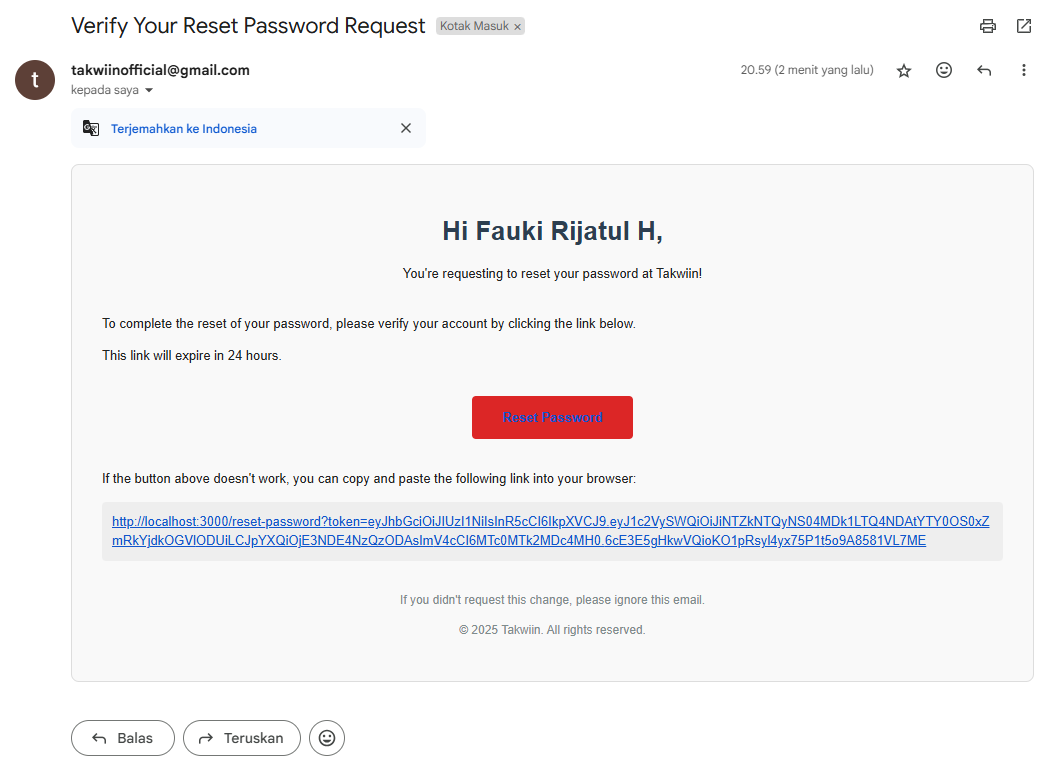 Verify Your Reset Password Request
Kotak Masuk ×
t
takwiinofficial@gmail.com
20.59 (2 menit yang lalu)
kepada saya
Terjemahkan ke Indonesia
Hi Fauki Rijatul H,
You're requesting to reset your password at Takwiin!
To complete the reset of your password, please verify your account by clicking the link below.
This link will expire in 24 hours.
Reset Password
If the button above doesn't work, you can copy and paste the following link into your browser:
http://localhost:3000/reset-password?token=eyJhbGciOiJIUzI1NiIsInR5cCI6IkpXVCJ9.eyJ1c2VySWQiOiJiNTZkNTQyNS04MDk1LTQ4NDAtYTY0OS0xZ
mRkYjdkOGVlODUiLCJpYXQiOjE3NDE4NzQzODAsImV4cCI6MTc0MTk2MDc4MH0.6cE3E5gHkwVQioKO1pRsyl4yx75P1t5o9A8581VL7ME
If you didn't request this change, please ignore this email.
© 2025 Takwiin. All rights reserved.
Balas
Teruskan